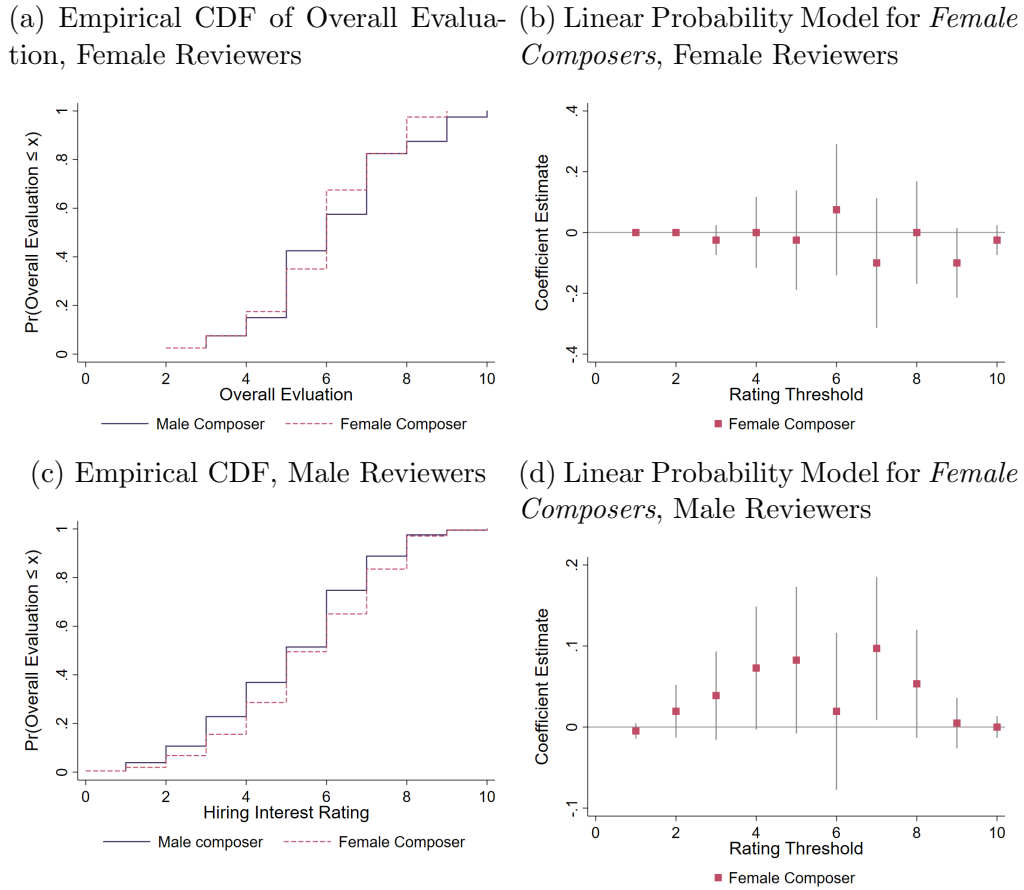 (a) Empirical CDF of Overall Evalua-
tion, Female Reviewers
(b) Linear Probability Model for Female
Composers, Female Reviewers
Pr(Overall Evaluation ≤ x)
1
.8
.6
.4
.2
0
0 2 4 6 8 10
Overall Evluation
Male Composer Female Composer
Coefficient Estimate
.4
.2
0
-.2
-.4
0 2 4 6 8 10
Rating Threshold
Female Composer
(c) Empirical CDF, Male Reviewers
(d) Linear Probability Model for Female
Composers, Male Reviewers
Pr(Overall Evaluation ≤ x)
1
.8
.6
.4
.2
0
0 2 4 6 8 10
Hiring Interest Rating
Male composer Female Composer
Coefficient Estimate
.2
.1
0
-.1
0 2 4 6 8 10
Rating Threshold
Female Composer